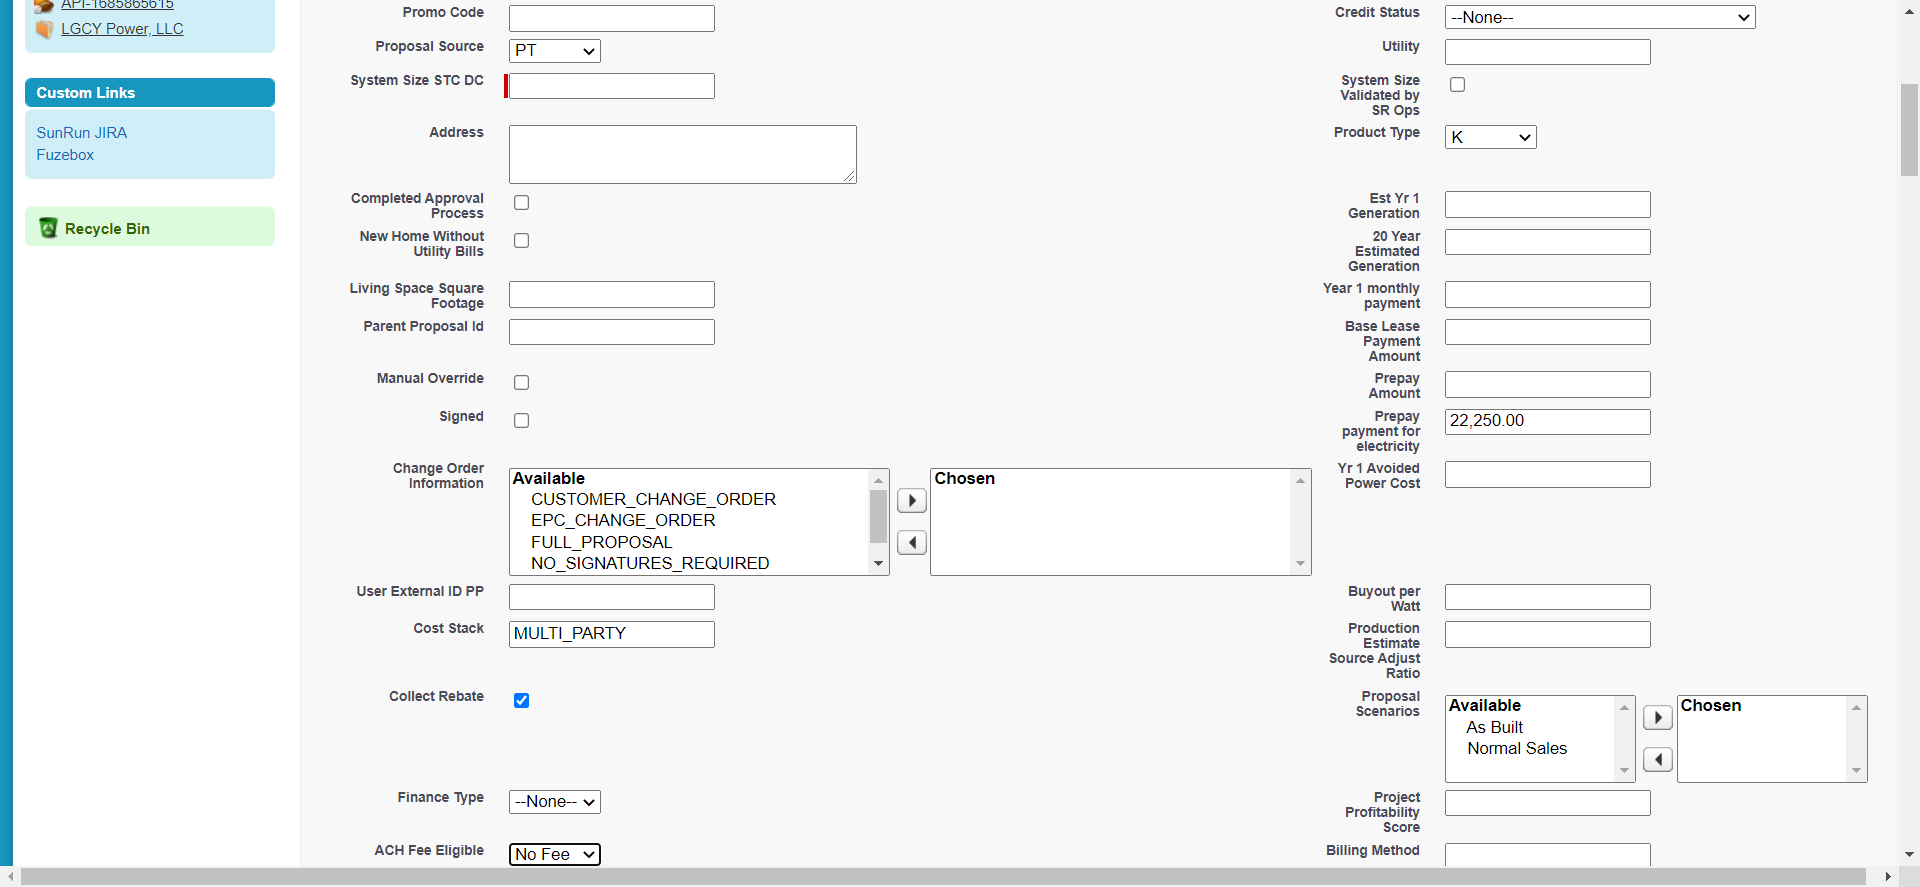 API-1685865615
LGCY Power, LLC
Custom Links
SunRun JIRA
Fuzebox
Recycle Bin
Promo Code
Proposal Source
PT
System Size STC DC
Address
Completed Approval
Process
New Home Without
Utility Bills
Living Space Square
Footage
Parent Proposal Id
Manual Override
Signed
Change Order
Information
Available
CUSTOMER_CHANGE_ORDER
EPC_CHANGE_ORDER
FULL_PROPOSAL
NO_SIGNATURES_REQUIRED
Chosen
User External ID PP
Cost Stack
MULTI_PARTY
Collect Rebate
Finance Type
--None--
ACH Fee Eligible
No Fee
Credit Status
--None--
Utility
System Size
Validated by
SR Ops
Product Type
K
Est Yr 1
Generation
20 Year
Estimated
Generation
Year 1 monthly
payment
Base Lease
Payment
Amount
Prepay
Amount
Prepay
payment for
electricity
22,250.00
Yr 1 Avoided
Power Cost
Buyout per
Watt
Production
Estimate
Source Adjust
Ratio
Proposal
Scenarios
Available
As Built
Normal Sales
Chosen
Project
Profitability
Score
Billing Method